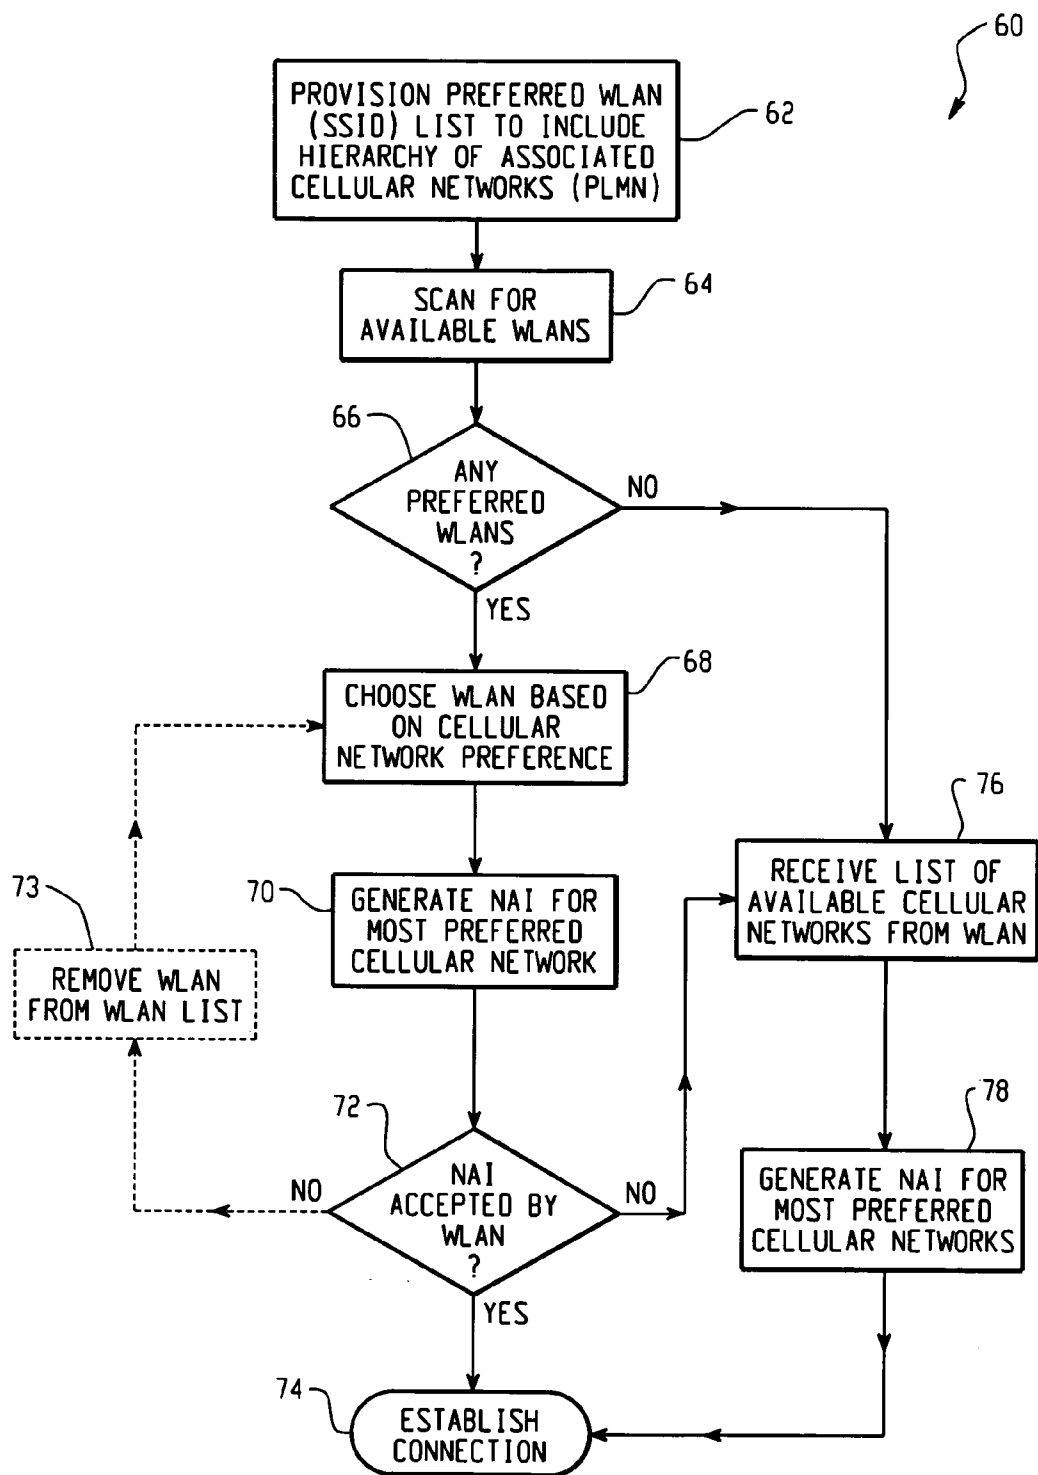 60
PROVISION PREFERRED WLAN
(SSID) LIST TO INCLUDE
HIERARCHY OF ASSOCIATED
CELLULAR NETWORKS (PLMN)
62
SCAN FOR
AVAILABLE WLANS
64
66
ANY
PREFERRED
WLANS
?
NO
YES
68
CHOOSE WLAN BASED
ON CELLULAR
NETWORK PREFERENCE
70
GENERATE NAI FOR
MOST PREFERRED
CELLULAR NETWORK
73
REMOVE WLAN
FROM WLAN LIST
76
RECEIVE LIST OF
AVAILABLE CELLULAR
NETWORKS FROM WLAN
72
NAI
ACCEPTED BY
WLAN
?
NO
NO
YES
78
GENERATE NAI FOR
MOST PREFERRED
CELLULAR NETWORKS
74
ESTABLISH
CONNECTION